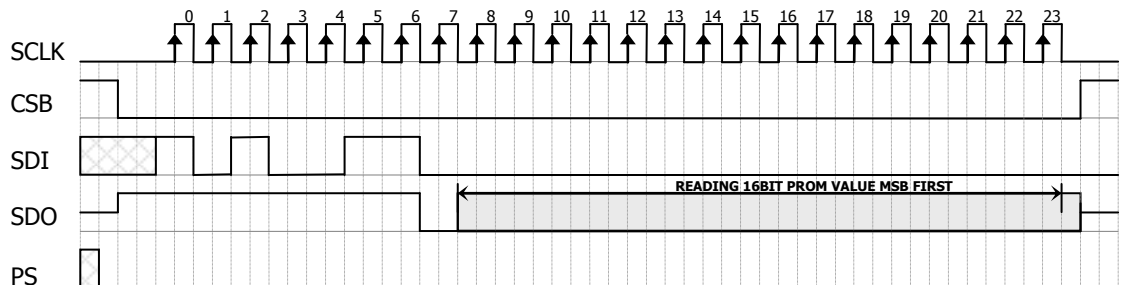 0 1 2 3 4 5 6 7 8 9 10 11 12 13 14 15 16 17 18 19 20 21 22 23
SCLK
CSB
SDI
READING 16BIT PROM VALUE MSB FIRST
SDO
PS